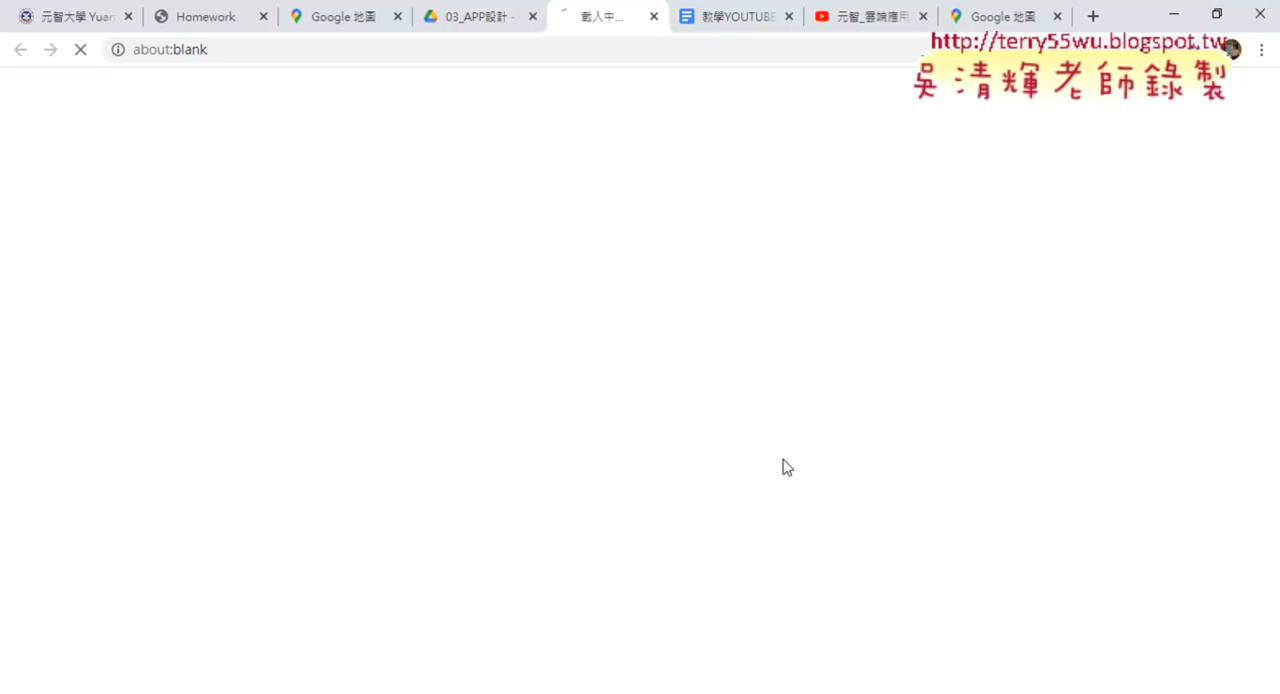 元智大學 Yuan
Homework
Google 地圖
03_APP設計 -
載入中...
教學YOUTUBE
元智_雲端應用
Google 地圖
about:blank
http://terry55wu.blogspot.tw
吳清輝老師錄製